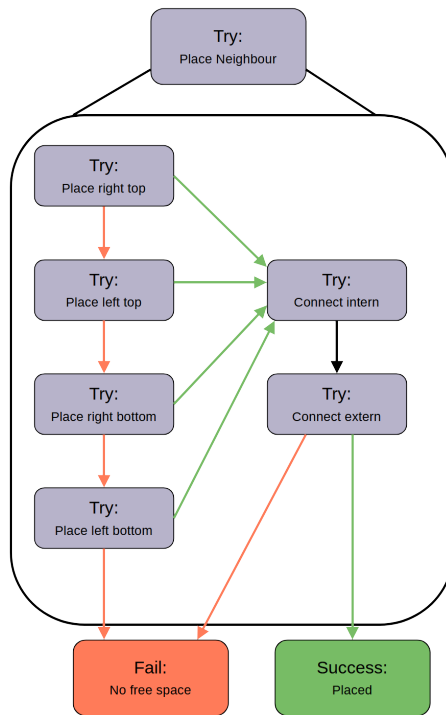 Try:
Place Neighbour
Try:
Place right top
Try:
Place left top
Try:
Connect intern
Try:
Place right bottom
Try:
Connect extern
Try:
Place left bottom
Fail:
No free space
Success:
Placed